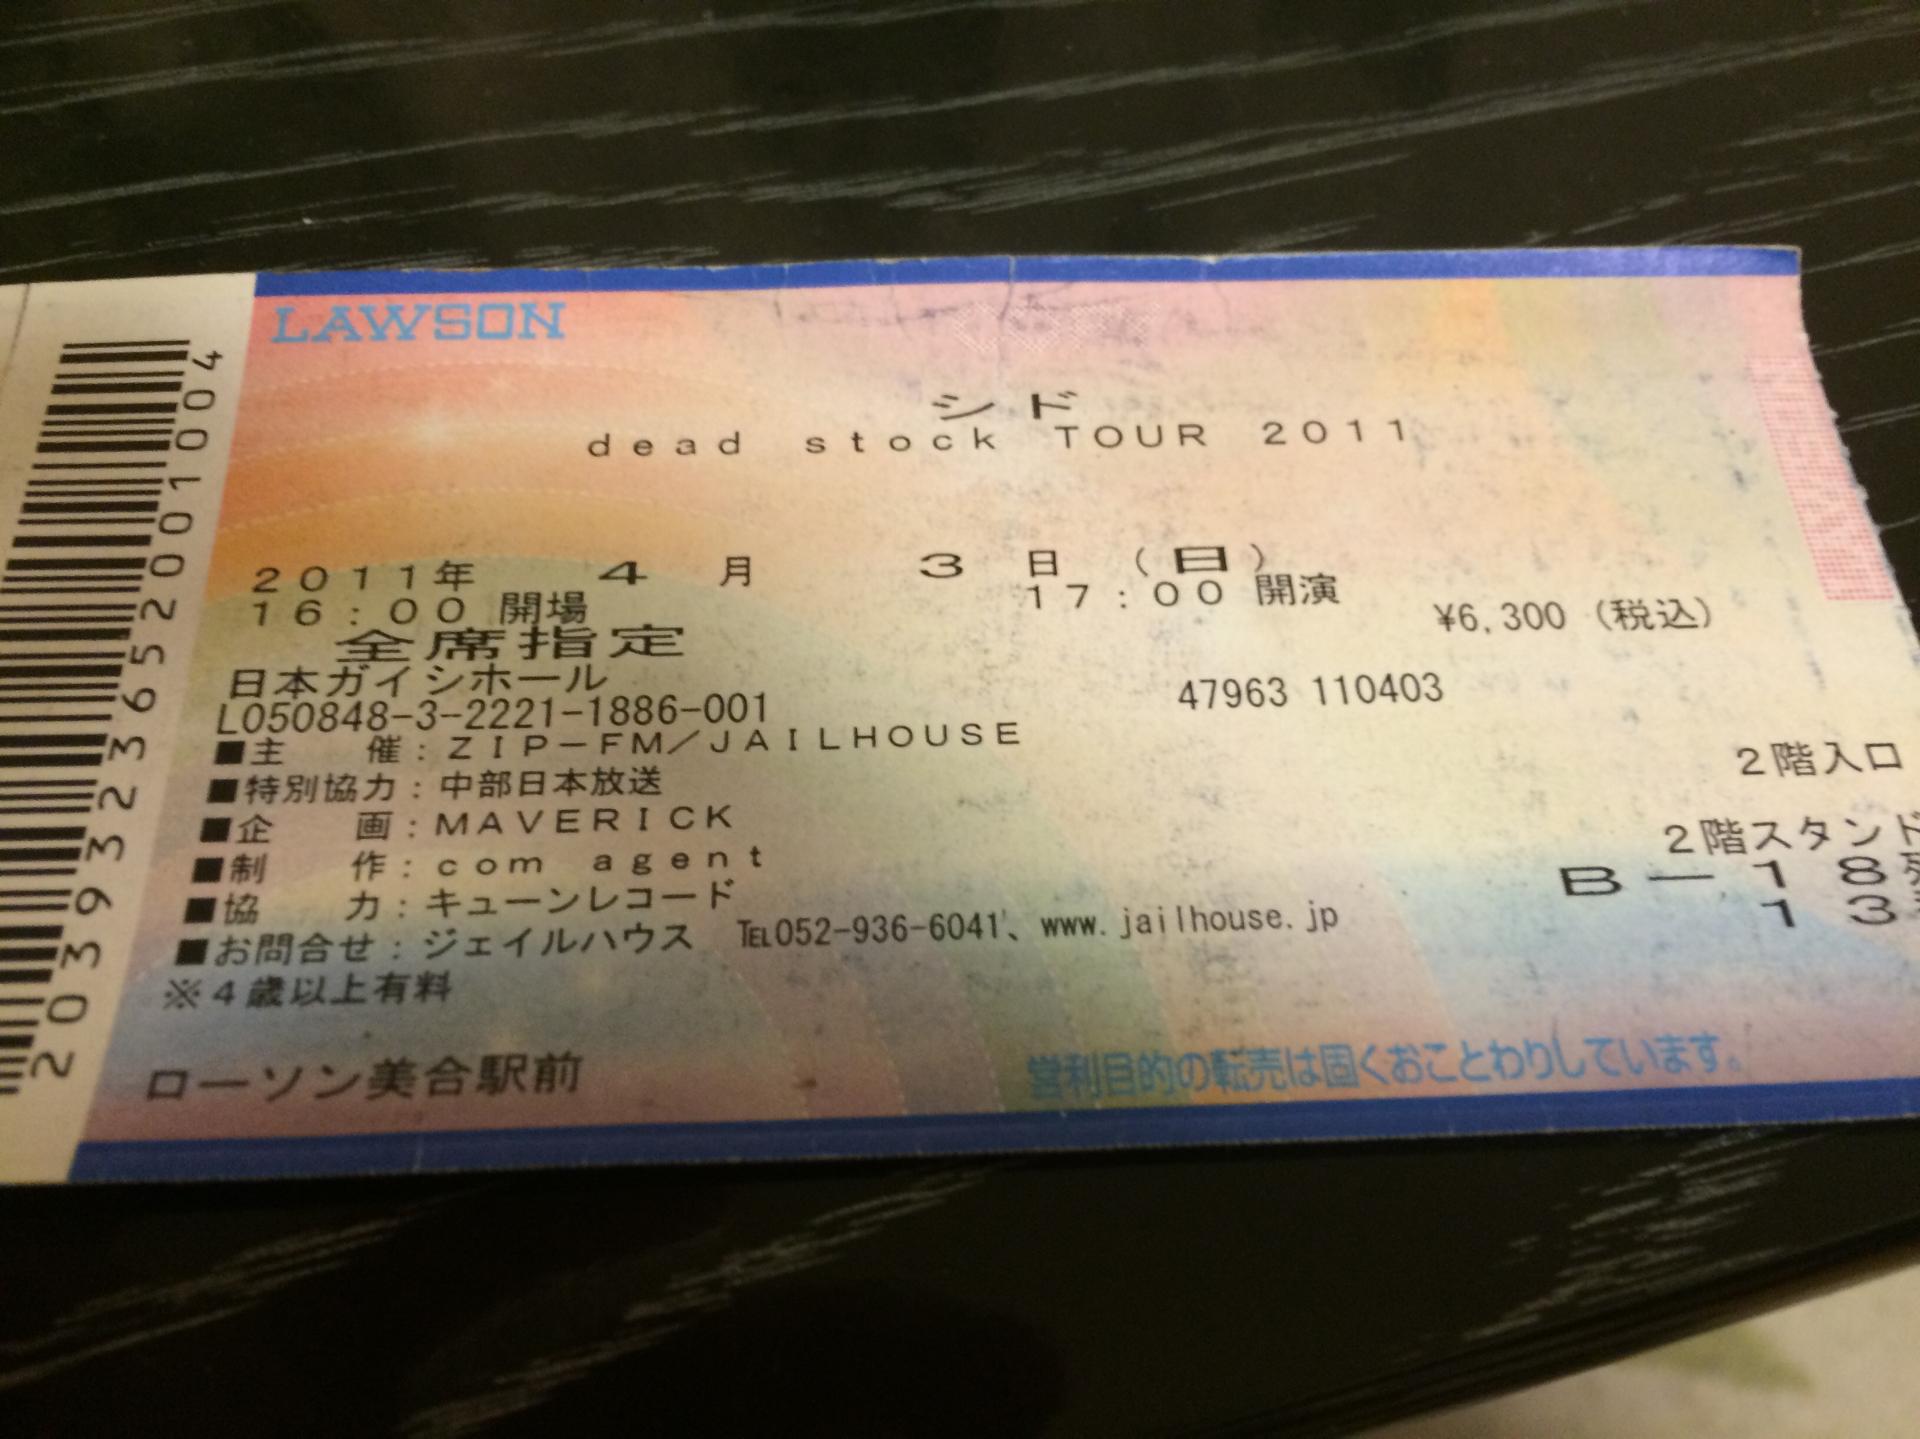 LAWSON
シド
dead stock TOUR 2011
2011年 4 月 3 日 (日)
16:00 開場 17:00 開演
¥6,300 (税込)
全席指定
日本ガイシホール
47963 110403
L050848-3-2221-1886-001
■主 催:ZIP-FM/JAILHOUSE
■特別協力:中部日本放送
2階入口
■企 画:MAVERICK
2階スタンド
■制 作:com agent
B-18列
■協 力:キューンレコード
13
■お問合せ:ジェイルハウス ℡052-936-6041、www.jailhouse.jp
※4歳以上有料
ローソン美合駅前
営利目的の転売は固くおことわりしています。
2039323652001004